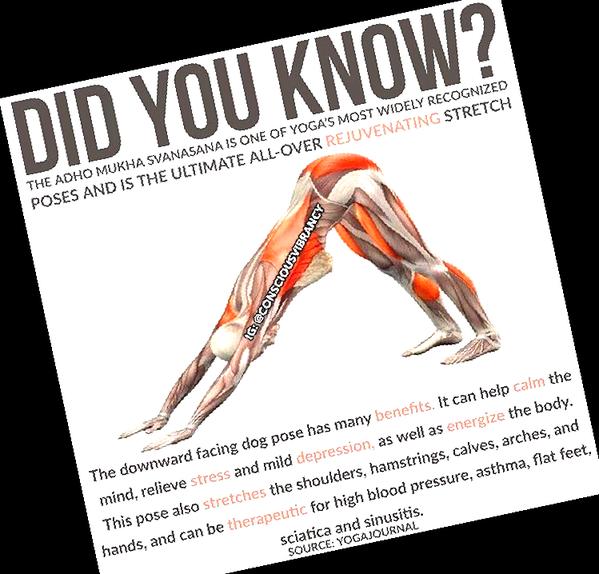 DID YOU KNOW?
THE ADHO MUKHA SVANASANA IS ONE OF YOGA'S MOST WIDELY RECOGNIZED
POSES AND IS THE ULTIMATE ALL-OVER REJUVENATING STRETCH
IG: @CONSCIOUSVIBRANCY
The downward facing dog pose has many benefits. It can help calm the
mind, relieve stress and mild depression, as well as energize the body.
This pose also stretches the shoulders, hamstrings, calves, arches, and
hands, and can be therapeutic for high blood pressure, asthma, flat feet,
sciatica and sinusitis.
SOURCE: YOGAJOURNAL